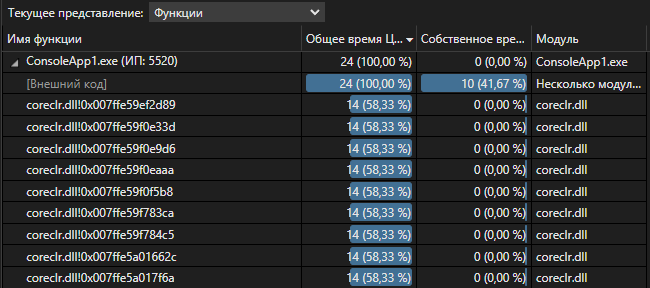 Текущее представление: Функции
Имя функции Общее время Ц... Собственное вре... Модуль
ConsoleApp1.exe (ИП: 5520) 24 (100,00 %) 0 (0,00 %) ConsoleApp1.exe
[Внешний код] 24 (100,00 %) 10 (41,67 %) Несколько модул...
coreclr.dll!0x007ffe59ef2d89 14 (58,33 %) 0 (0,00 %) coreclr.dll
coreclr.dll!0x007ffe59f0e33d 14 (58,33 %) 0 (0,00 %) coreclr.dll
coreclr.dll!0x007ffe59f0e9d6 14 (58,33 %) 0 (0,00 %) coreclr.dll
coreclr.dll!0x007ffe59f0eaaa 14 (58,33 %) 0 (0,00 %) coreclr.dll
coreclr.dll!0x007ffe59f0f5b8 14 (58,33 %) 0 (0,00 %) coreclr.dll
coreclr.dll!0x007ffe59f783ca 14 (58,33 %) 0 (0,00 %) coreclr.dll
coreclr.dll!0x007ffe59f784c5 14 (58,33 %) 0 (0,00 %) coreclr.dll
coreclr.dll!0x007ffe5a01662c 14 (58,33 %) 0 (0,00 %) coreclr.dll
coreclr.dll!0x007ffe5a017f6a 14 (58,33 %) 0 (0,00 %) coreclr.dll